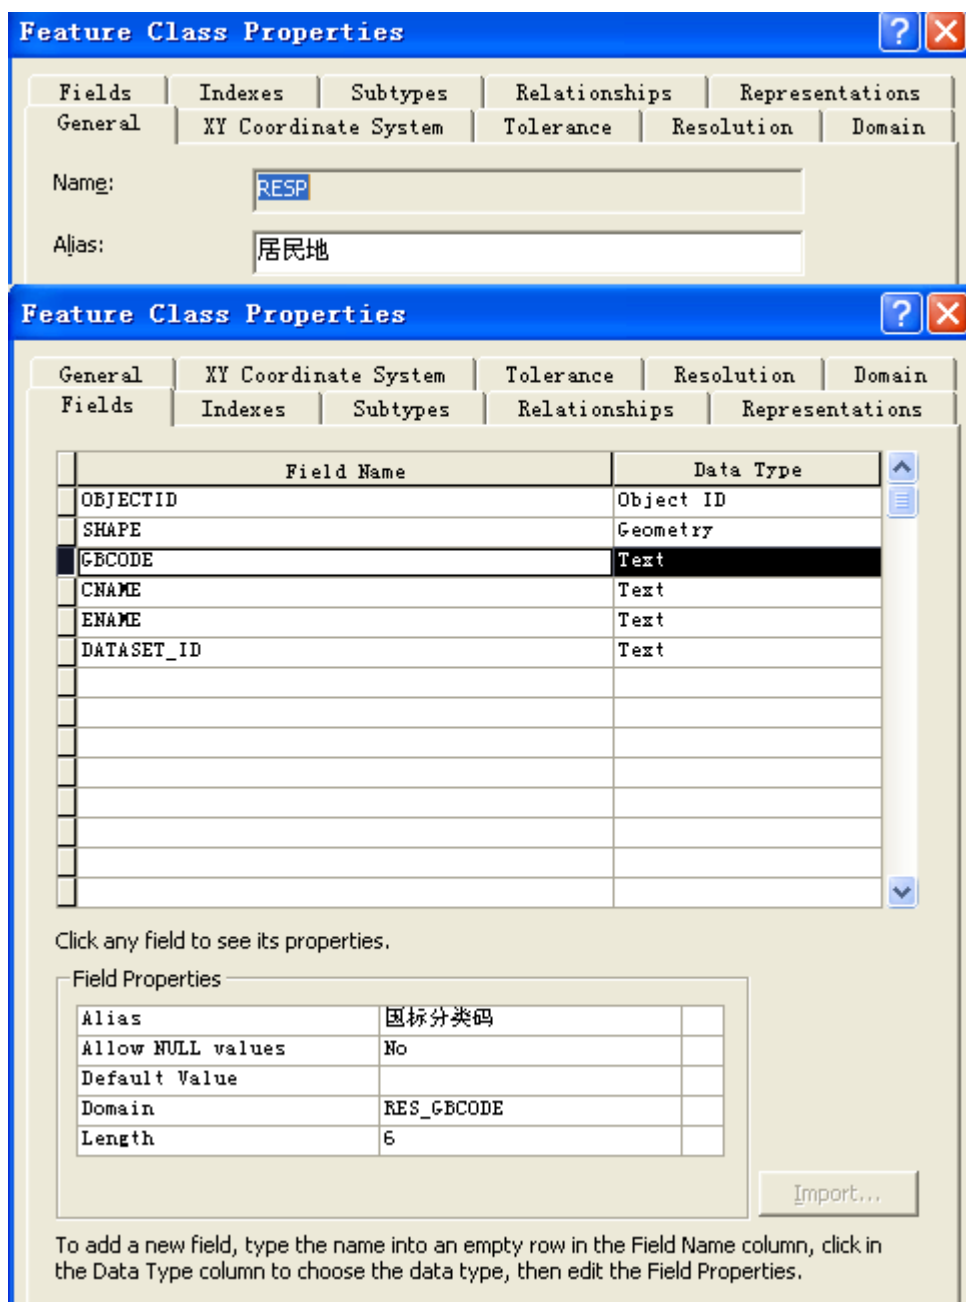 Feature Class Properties
Fields Indexes Subtypes Relationships Representations
General XY Coordinate System Tolerance Resolution Domain
Name: RESP
Alias: 居民地
Feature Class Properties
General XY Coordinate System Tolerance Resolution Domain
Fields Indexes Subtypes Relationships Representations
Field Name Data Type
OBJECTID Object ID
SHAPE Geometry
GBCODE Text
CNAME Text
ENAME Text
DATASET_ID Text
Click any field to see its properties.
Field Properties
Alias 国标分类码
Allow NULL values No
Default Value
Domain RES_GBCODE
Length 6
Import...
To add a new field, type the name into an empty row in the Field Name column, click in
the Data Type column to choose the data type, then edit the Field Properties.